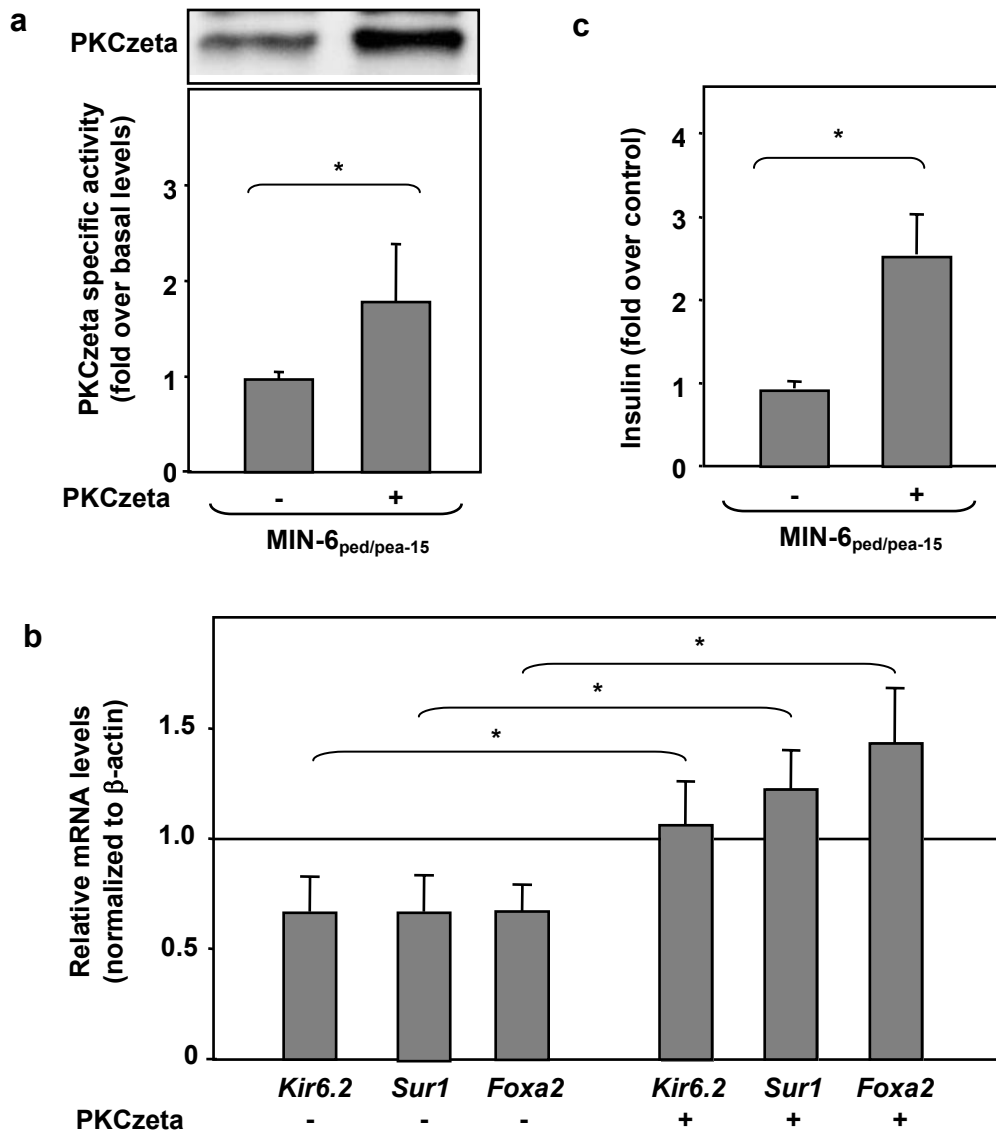 a
PKCzeta
PKCzeta specific activity
(fold over basal levels)
3
2
1
0
*
PKCzeta - +
MIN-6ped/pea-15
c
Insulin (fold over control)
4
3
2
1
0
*
- +
MIN-6ped/pea-15
b
Relative mRNA levels
(normalized to β-actin)
1.5
1.0
0.5
0
*
*
*
Kir6.2 Sur1 Foxa2 Kir6.2 Sur1 Foxa2
PKCzeta - - - + + +